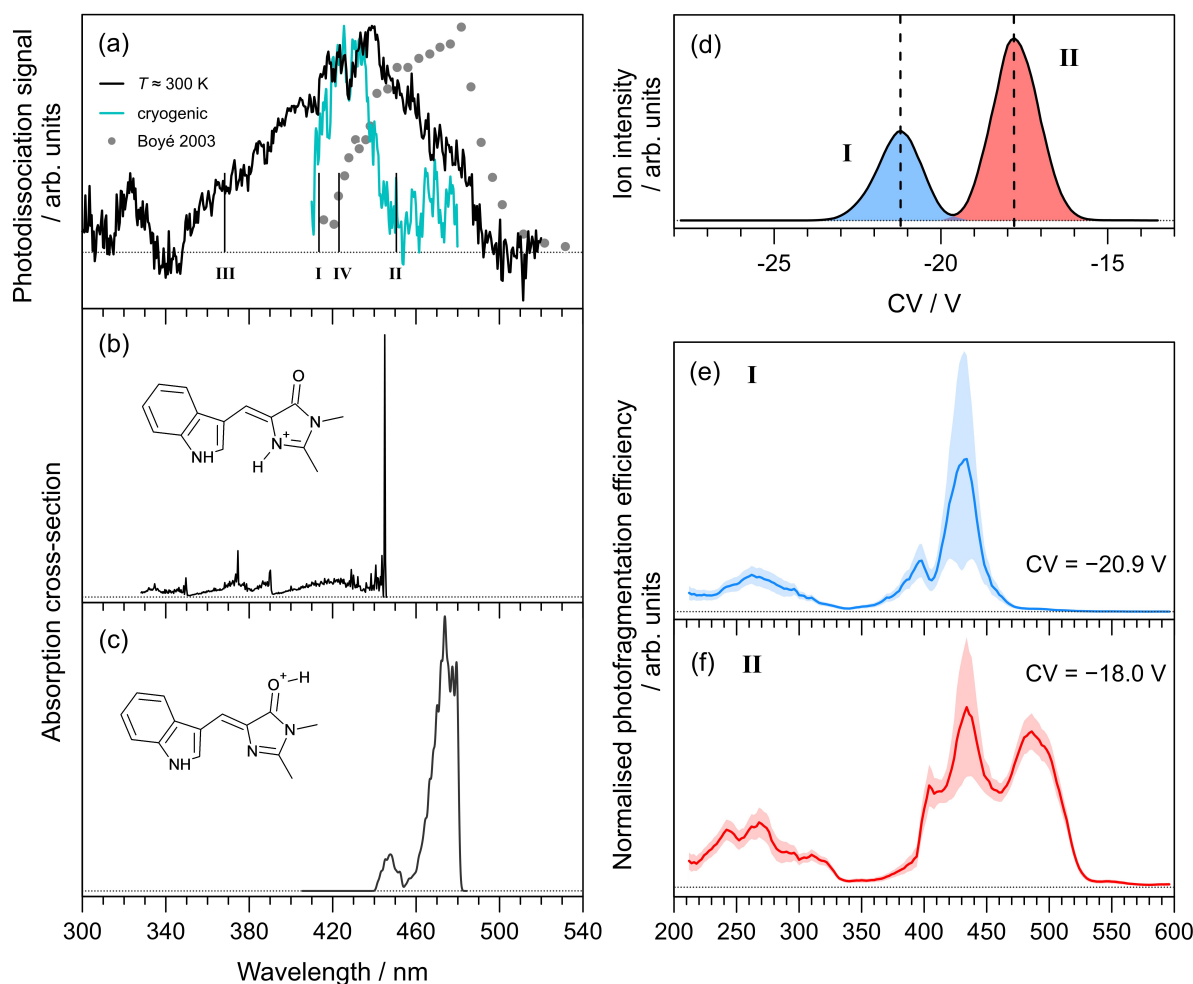 (a)
T ≈ 300 K
cryogenic
Boyé 2003
III
I
IV
II
Photodissociation signal
/ arb. units
(b)
O
N
N
+
H
NH
(c)
O
+
H
N
N
NH
Absorption cross-section
300
340
380
420
460
500
540
Wavelength / nm
(d)
I
II
Ion intensity
/ arb. units
-25
-20
-15
CV / V
(e)
I
CV = −20.9 V
(f)
II
CV = −18.0 V
Normalised photofragmentation efficiency
/ arb. units
200
250
300
350
400
450
500
550
600